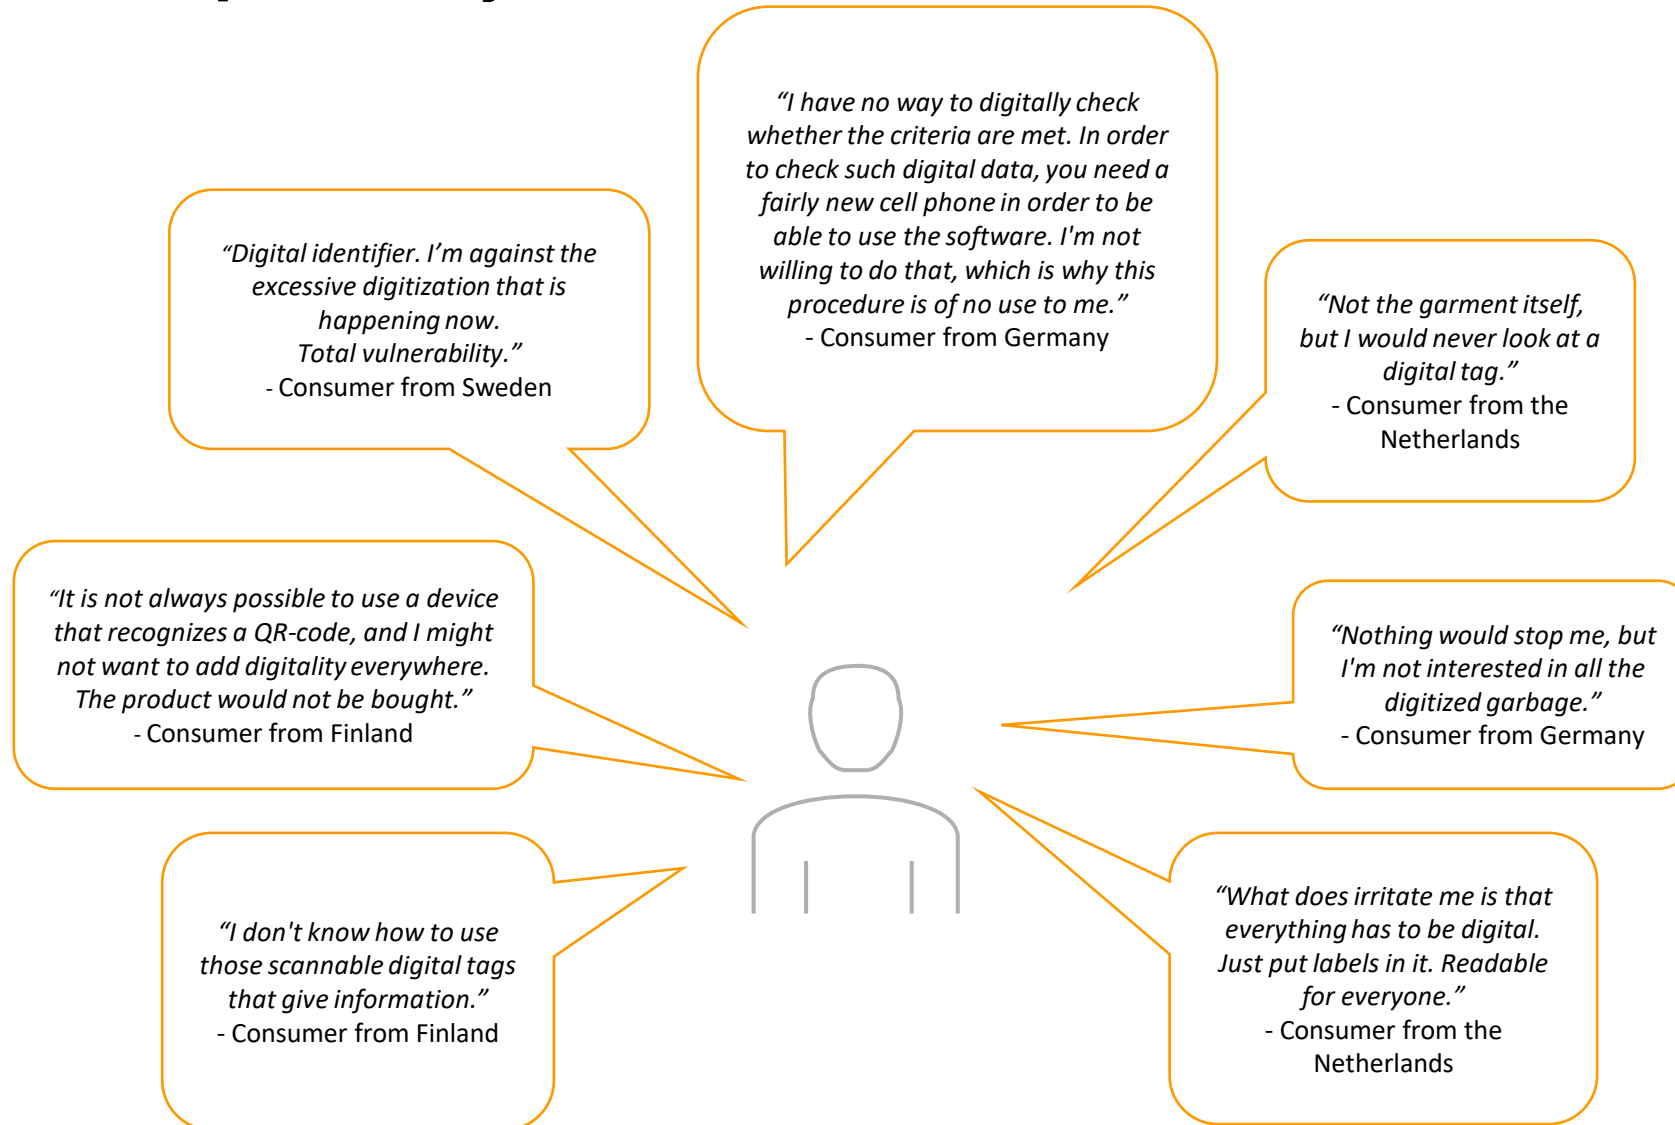 “I have no way to digitally check
whether the criteria are met. In order
to check such digital data, you need a
fairly new cell phone in order to be
able to use the software. I'm not
willing to do that, which is why this
procedure is of no use to me.”
- Consumer from Germany
“Digital identifier. I’m against the
excessive digitization that is
happening now.
Total vulnerability.”
- Consumer from Sweden
“Not the garment itself,
but I would never look at a
digital tag.”
- Consumer from the
Netherlands
“It is not always possible to use a device
that recognizes a QR-code, and I might
not want to add digitality everywhere.
The product would not be bought.”
- Consumer from Finland
“Nothing would stop me, but
I'm not interested in all the
digitized garbage.”
- Consumer from Germany
“I don't know how to use
those scannable digital tags
that give information.”
- Consumer from Finland
“What does irritate me is that
everything has to be digital.
Just put labels in it. Readable
for everyone.”
- Consumer from the
Netherlands